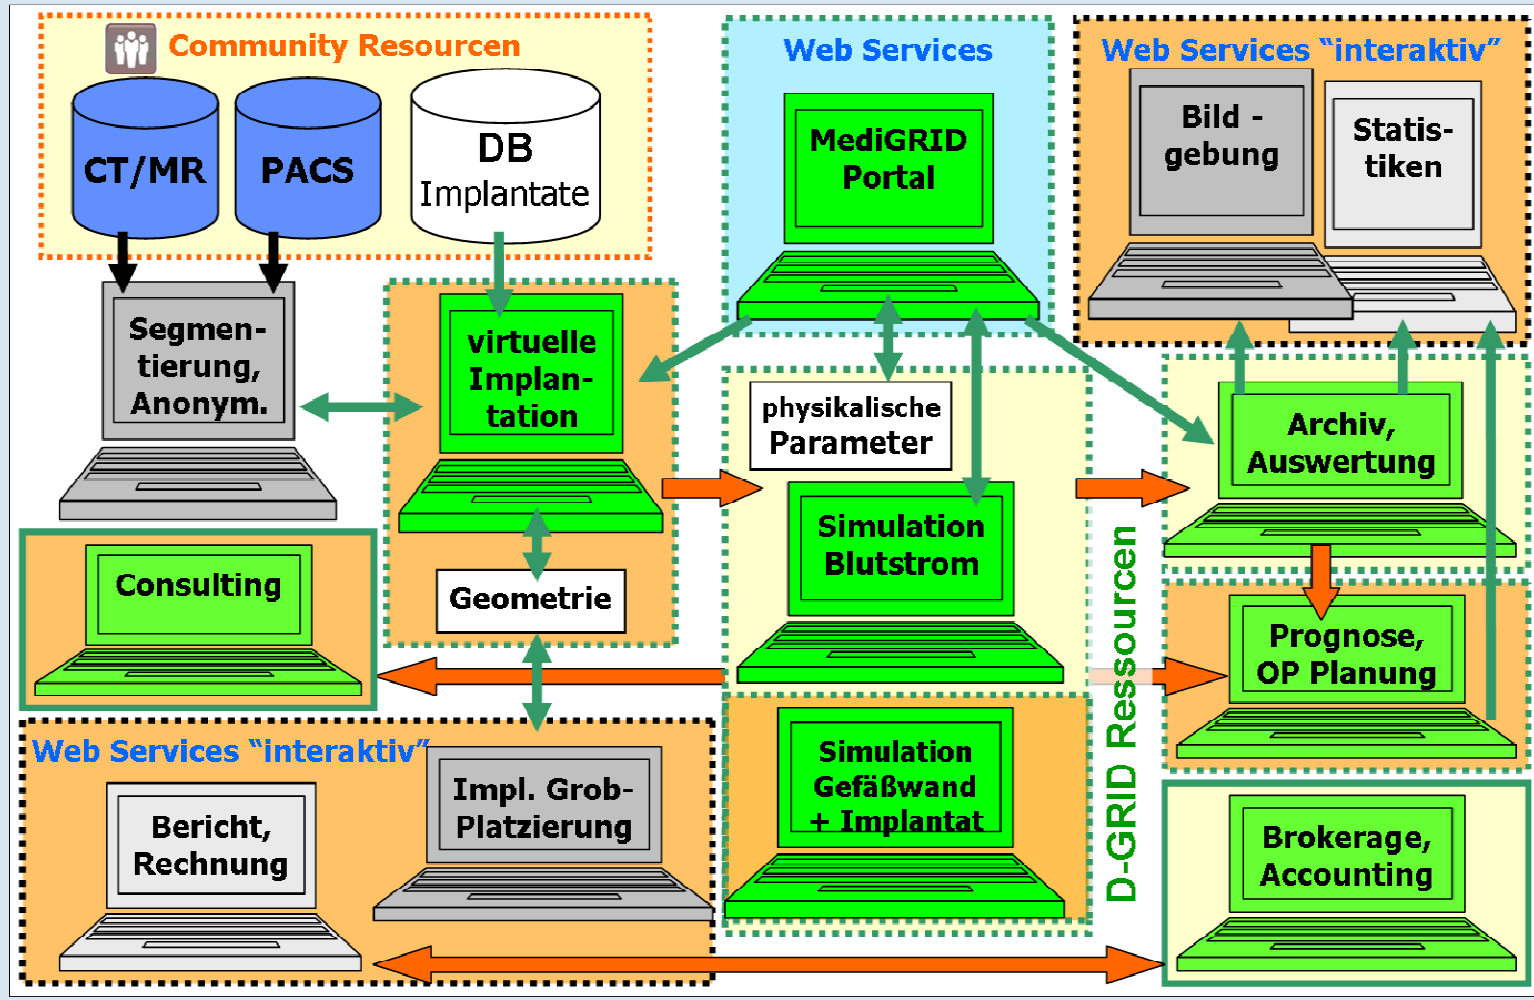 Community Resourcen
CT/MR
PACS
DB
Implantate
Web Services
MediGRID
Portal
Web Services “interaktiv”
Bild -
gebung
Statis-
tiken
Segmen-
tierung,
Anonym.
virtuelle
Implan-
tation
physikalische
Parameter
Archiv,
Auswertung
Simulation
Blutstrom
Consulting
Geometrie
Prognose,
OP Planung
D-GRID Ressourcen
Web Services “interaktiv”
Impl. Grob-
Platzierung
Bericht,
Rechnung
Simulation
Gefäßwand
+ Implantat
Brokerage,
Accounting